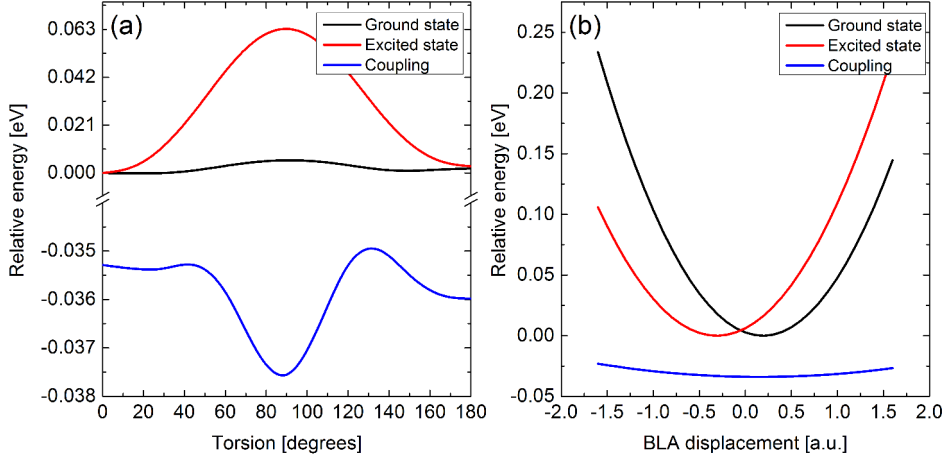 (a)
Ground state
Excited state
Coupling
Relative energy [eV]
0.063
0.042
0.021
0.000
-0.035
-0.036
-0.037
-0.038
0 20 40 60 80 100 120 140 160 180
Torsion [degrees]
(b)
Ground state
Excited state
Coupling
Relative energy [eV]
0.25
0.20
0.15
0.10
0.05
0.00
-0.05
-2.0 -1.5 -1.0 -0.5 0.0 0.5 1.0 1.5 2.0
BLA displacement [a.u.]